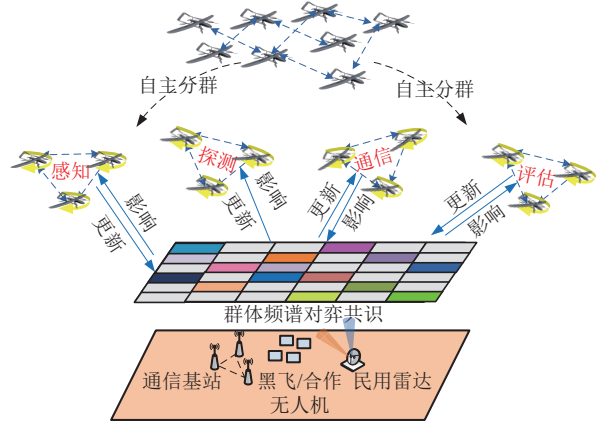 自主分群
自主分群
感知
探测
通信
评估
影响
更新
影响
更新
更新
影响
更新
影响
群体频谱对弈共识
通信基站
黑飞/合作
无人机
民用雷达